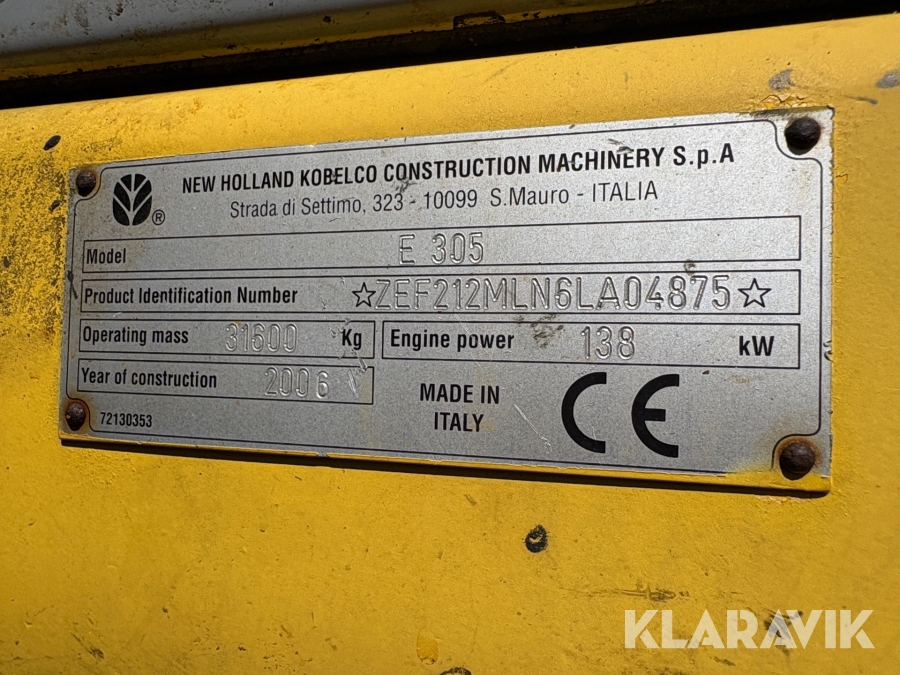 NEW HOLLAND KOBELCO CONSTRUCTION MACHINERY S.p.A
Strada di Settimo, 323 - 10099 S.Mauro - ITALIA
Model E 305
Product Identification Number ☆ZEF212MLN6LA04875☆
Operating mass 31600 Kg Engine power 138 kW
Year of construction 2006
MADE IN
ITALY
CE
72130353
®
KLARAVIK